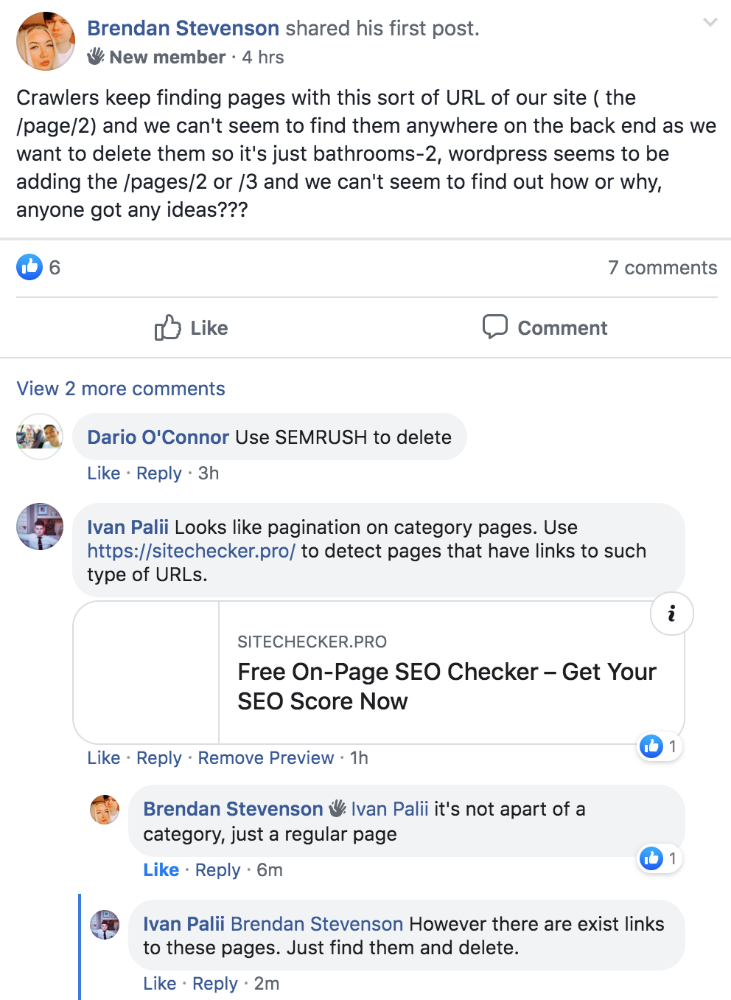 Brendan Stevenson shared his first post.
New member · 4 hrs
Crawlers keep finding pages with this sort of URL of our site ( the
/page/2) and we can't seem to find them anywhere on the back end as we
want to delete them so it's just bathrooms-2, wordpress seems to be
adding the /pages/2 or /3 and we can't seem to find out how or why,
anyone got any ideas???
6
7 comments
Like
Comment
View 2 more comments
Dario O'Connor Use SEMRUSH to delete
Like · Reply · 3h
Ivan Palii Looks like pagination on category pages. Use
https://sitechecker.pro/ to detect pages that have links to such
type of URLs.
i
SITECHECKER.PRO
Free On-Page SEO Checker – Get Your
SEO Score Now
1
Like · Reply · Remove Preview · 1h
Brendan Stevenson Ivan Palii it's not apart of a
category, just a regular page
1
Like · Reply · 6m
Ivan Palii Brendan Stevenson However there are exist links
to these pages. Just find them and delete.
Like · Reply · 2m